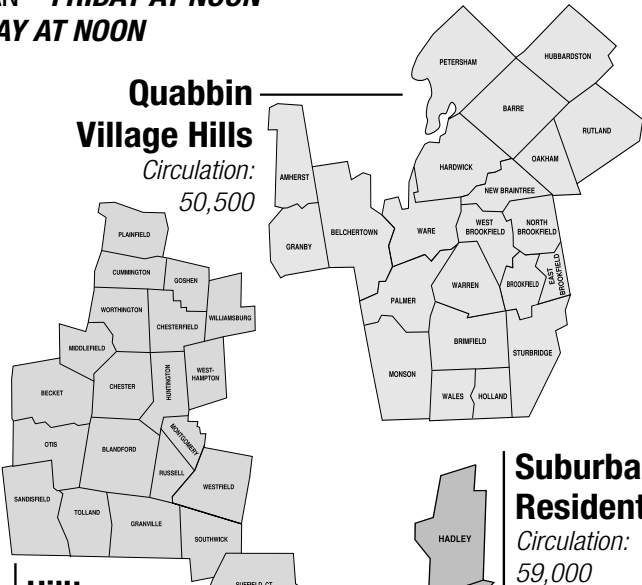 FRIDAY AT NOON
AY AT NOON
Quabbin
Village Hills
Circulation:
50,500
PETERSHAM
HUBBARDSTON
BARRE
RUTLAND
HARDWICK
OAKHAM
NEW BRAINTREE
AMHERST
GRANBY
BELCHERTOWN
WARE
WEST
BROOKFIELD
NORTH
BROOKFIELD
PALMER
WARREN
BROOKFIELD
EAST
BROOKFIELD
BRIMFIELD
STURBRIDGE
MONSON
WALES
HOLLAND
PLAINFIELD
CUMMINGTON
GOSHEN
WORTHINGTON
CHESTERFIELD
WILLIAMSBURG
MIDDLEFIELD
BECKET
CHESTER
HUNTINGTON
WEST-
HAMPTON
OTIS
BLANDFORD
MONTGOMERY
RUSSELL
WESTFIELD
SANDISFIELD
TOLLAND
GRANVILLE
SOUTHWICK
SUFFIELD, CT
HADLEY
Suburba
Resident
Circulation:
59,000